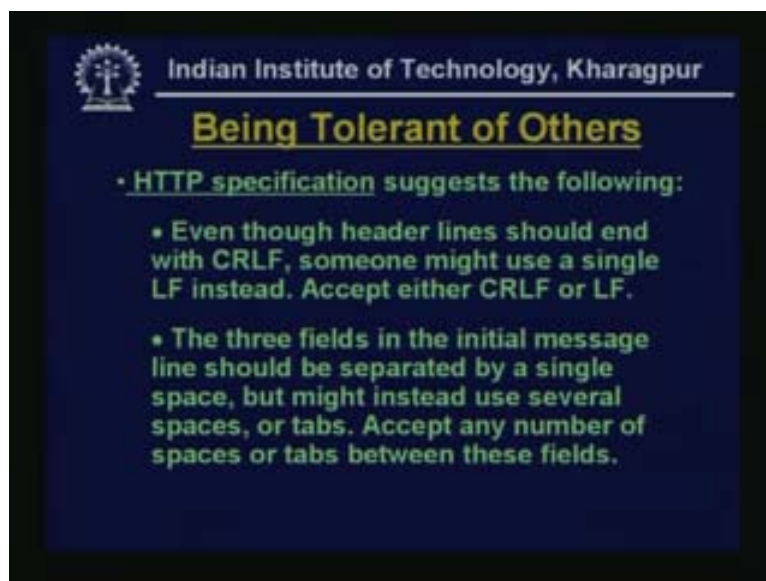 Indian Institute of Technology, Kharagpur
Being Tolerant of Others
• HTTP specification suggests the following:
• Even though header lines should end
with CRLF, someone might use a single
LF instead. Accept either CRLF or LF.
• The three fields in the initial message
line should be separated by a single
space, but might instead use several
spaces, or tabs. Accept any number of
spaces or tabs between these fields.